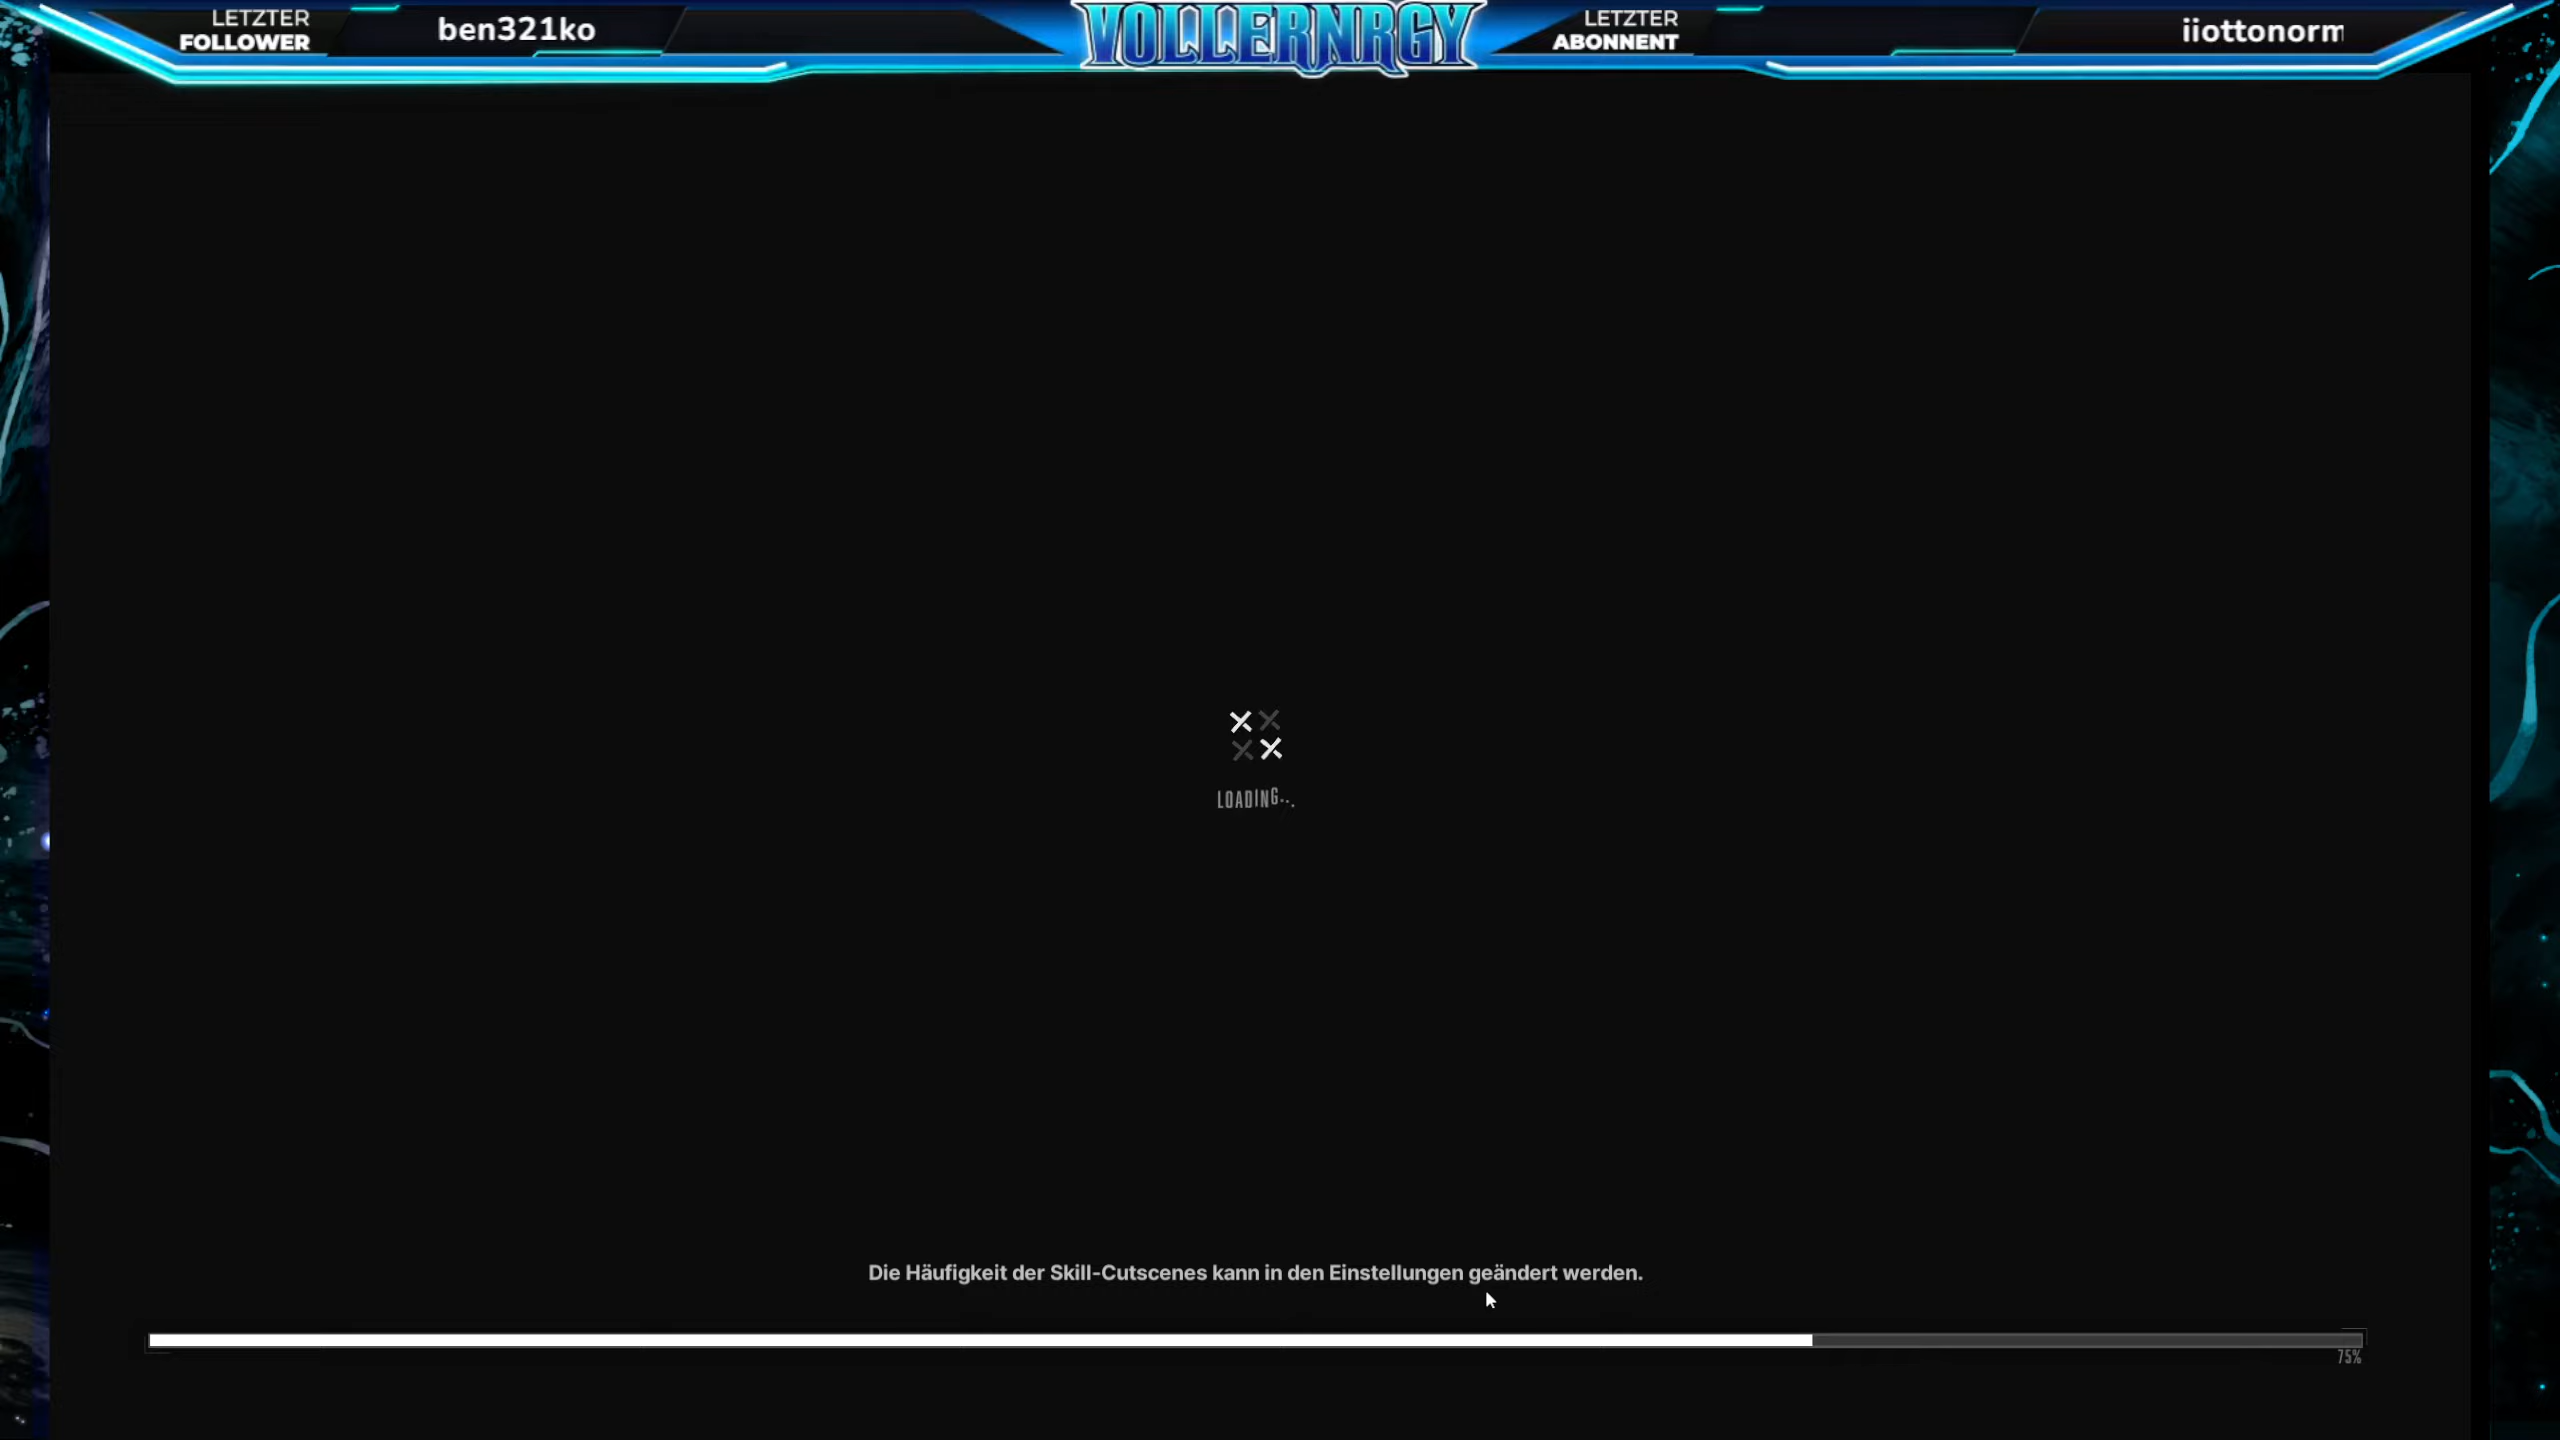 LETZTER
FOLLOWER
ben321ko
VOLLERNRGY
LETZTER
ABONNENT
iiottonorm
LOADING...
Die Häufigkeit der Skill-Cutscenes kann in den Einstellungen geändert werden.
75%